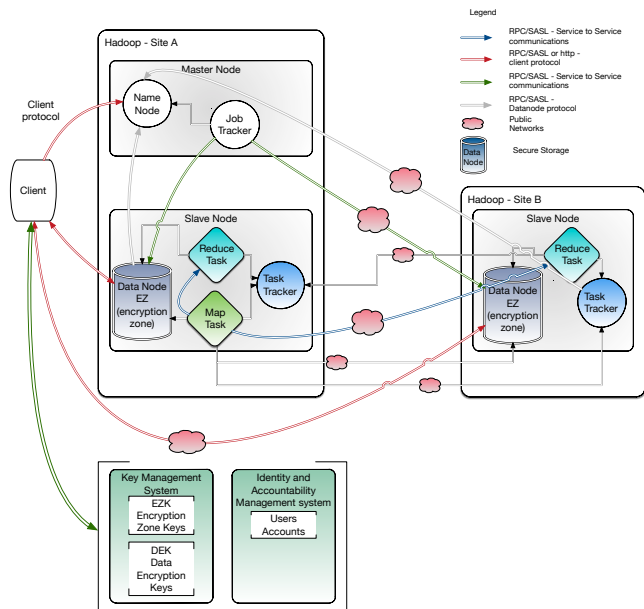 Legend
RPC/SASL - Service to Service
communications
RPC/SASL or http -
client protocol
RPC/SASL - Service to Service
communications
RPC/SASL -
Datanode protocol
Public
Networks
Data
Node
Secure Storage
Hadoop - Site A
Master Node
Name
Node
Job
Tracker
Client
protocol
Client
Slave Node
Reduce
Task
Data Node
EZ
(encryption
zone)
Task
Tracker
Map
Task
Hadoop - Site B
Slave Node
Reduce
Task
Data Node
EZ
(encryption
zone)
Task
Tracker
Key Management
System
EZK
Encryption
Zone Keys
DEK
Data
Encryption
Keys
Identity and
Accountability
Management system
Users
Accounts